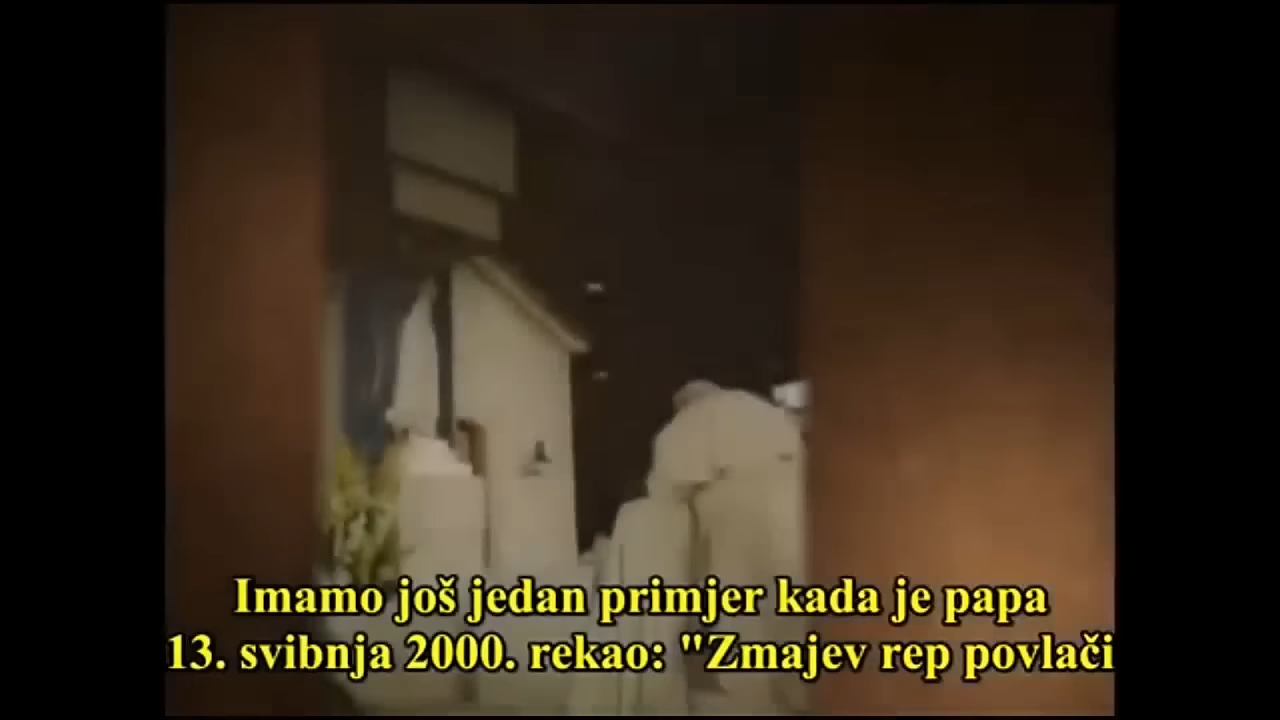 Imamo još jedan primjer kada je papa
13. svibnja 2000. rekao: "Zmajev rep povlači